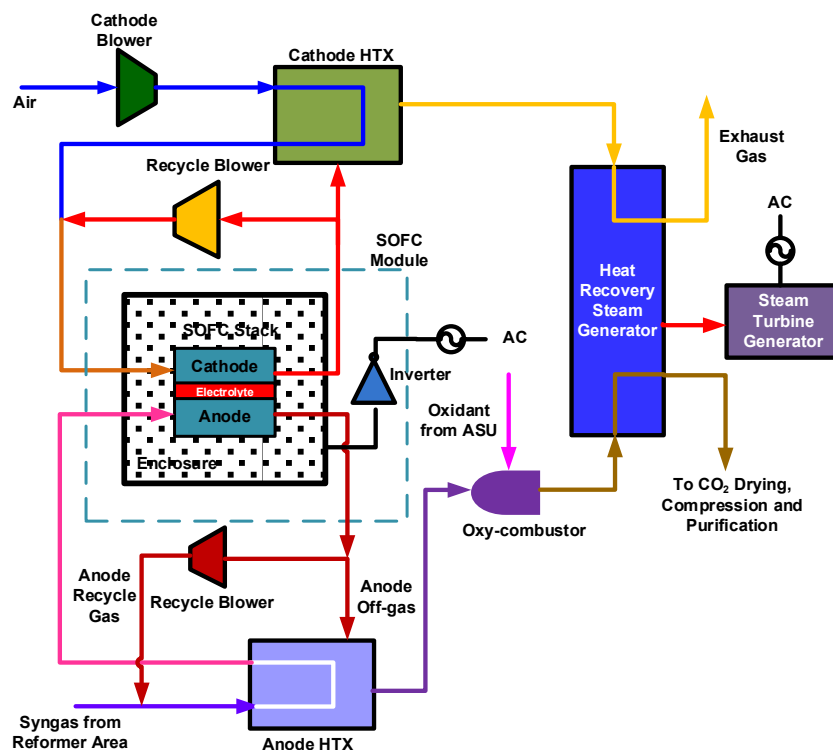 Cathode
Blower
Air
Cathode HTX
Recycle Blower
SOFC
Module
Exhaust
Gas
AC
Heat
Recovery
Steam
Generator
Steam
Turbine
Generator
SOFC Stack
Cathode
Electrolyte
Anode
Enclosure
AC
Inverter
Oxidant
from ASU
Oxy-combustor
To CO₂ Drying,
Compression and
Purification
Anode
Recycle
Gas
Recycle Blower
Anode
Off-gas
Syngas from
Reformer Area
Anode HTX